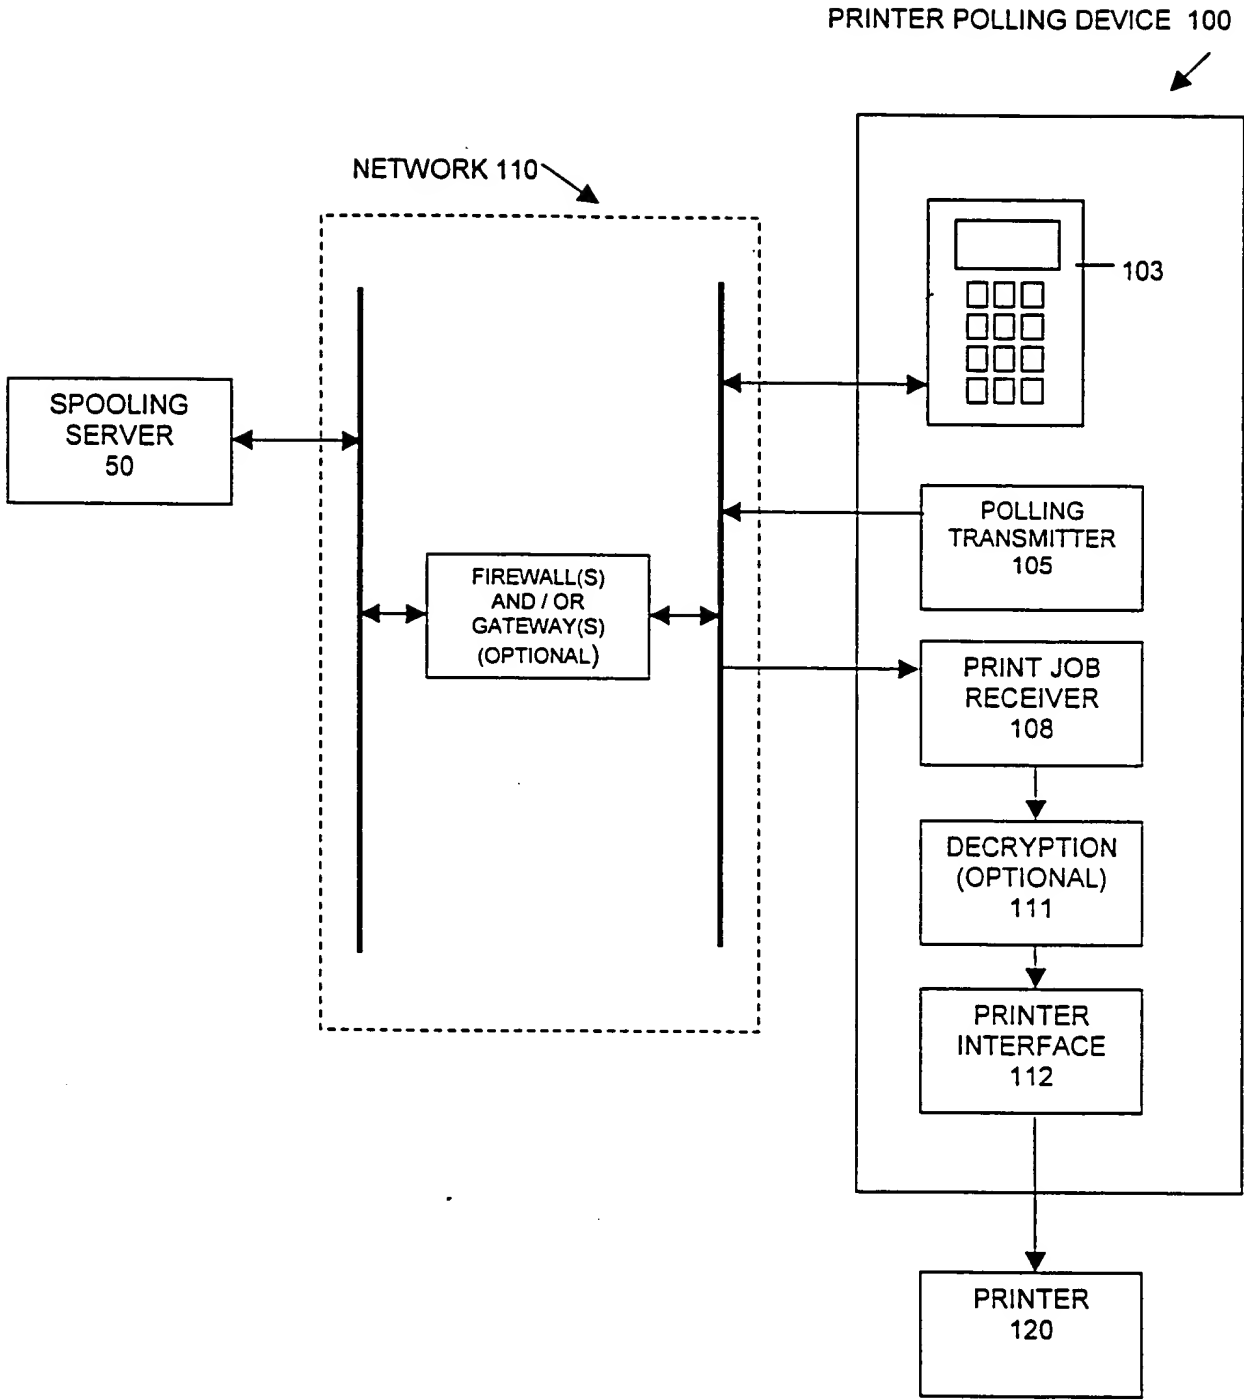 PRINTER POLLING DEVICE 100
NETWORK 110
103
SPOOLING
SERVER
50
POLLING
TRANSMITTER
105
FIREWALL(S)
AND / OR
GATEWAY(S)
(OPTIONAL)
PRINT JOB
RECEIVER
108
DECRYPTION
(OPTIONAL)
111
PRINTER
INTERFACE
112
PRINTER
120